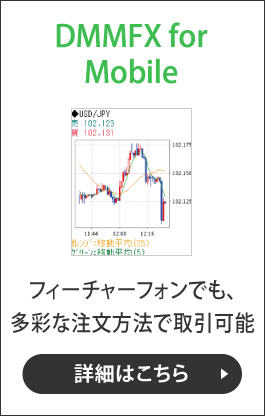 DMMFX for
Mobile
◆USD/JPY
売 102.123
買 102.131
102.175
102.150
102.125
11:44 12:00 12:16
オレンジ:移動平均(25)
グリーン:移動平均(5)
フィーチャーフォンでも、
多彩な注文方法で取引可能
詳細はこちら